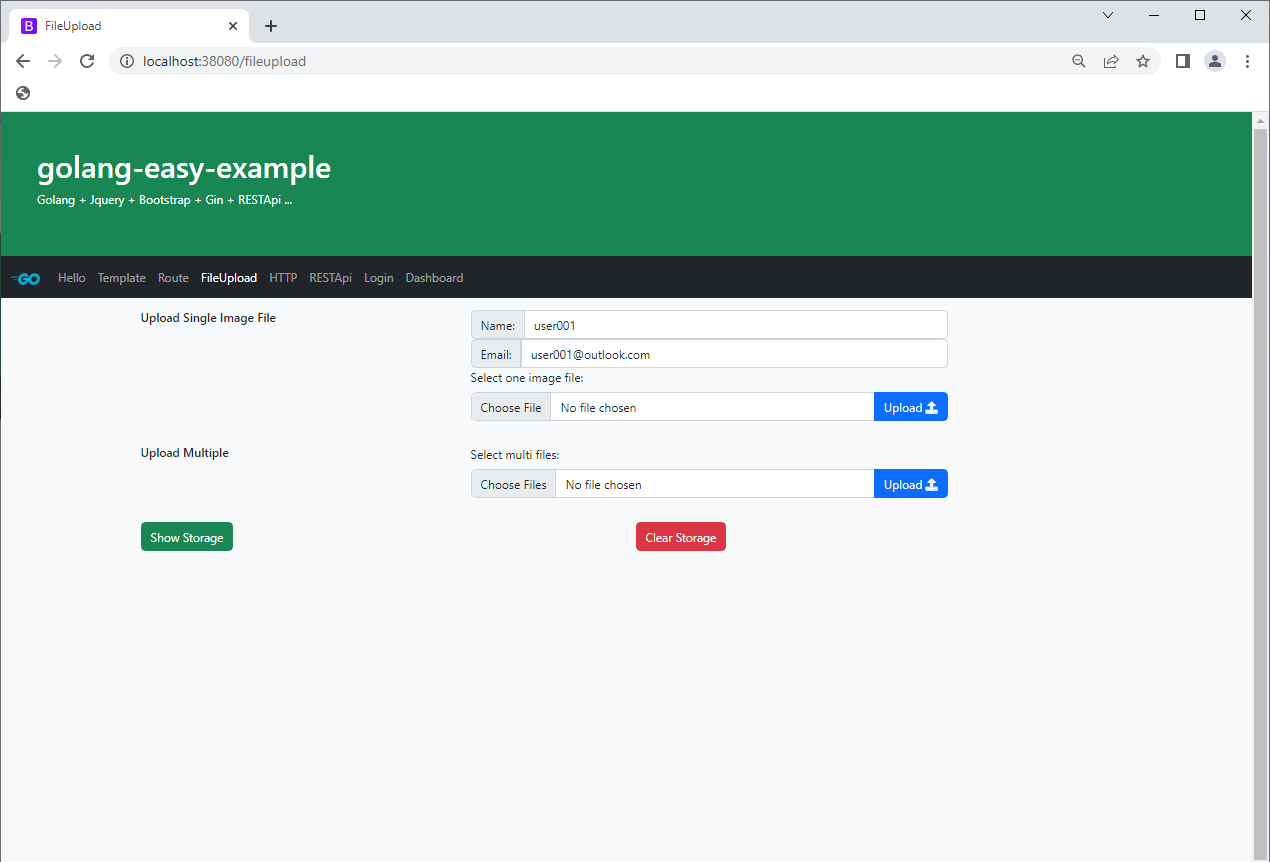 B FileUpload
localhost:38080/fileupload
golang-easy-example
Golang + Jquery + Bootstrap + Gin + RESTApi ...
GO Hello Template Route FileUpload HTTP RESTApi Login Dashboard
Upload Single Image File
Name: user001
Email: user001@outlook.com
Select one image file:
Choose File No file chosen Upload
Upload Multiple
Select multi files:
Choose Files No file chosen Upload
Show Storage Clear Storage